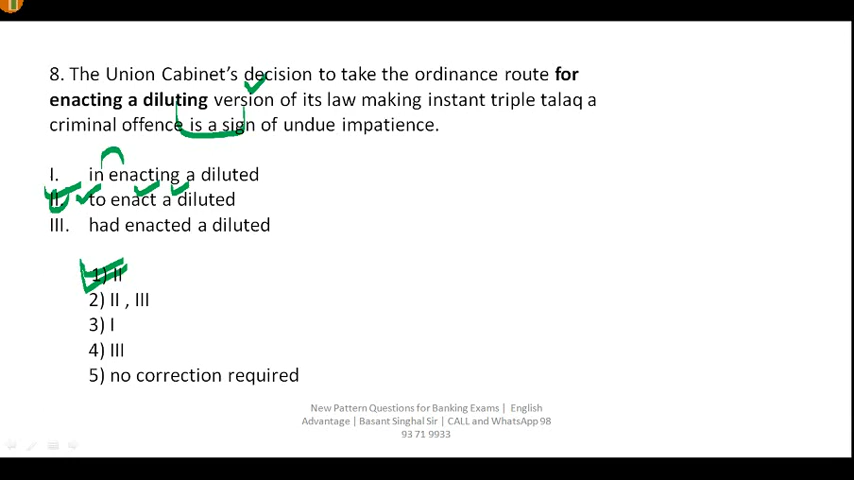 8. The Union Cabinet's decision to take the ordinance route for
enacting a diluting version of its law making instant triple talaq a
criminal offence is a sign of undue impatience.
I. in enacting a diluted
II. to enact a diluted
III. had enacted a diluted
1) II
2) II , III
3) I
4) III
5) no correction required
New Pattern Questions for Banking Exams | English
Advantage | Basant Singhal Sir | CALL and WhatsApp 98
93 71 9933